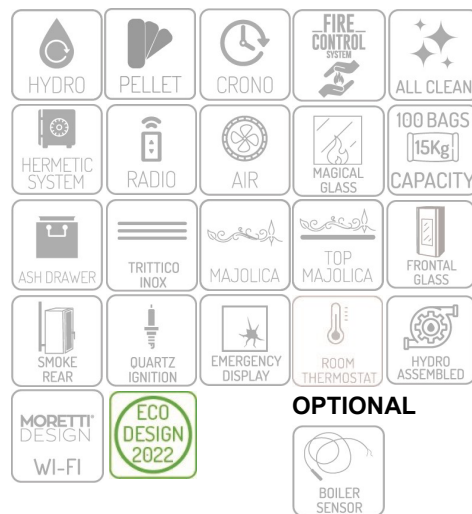 HYDRO
PELLET
CRONO
FIRE
CONTROL
SYSTEM
ALL CLEAN
HERMETIC
SYSTEM
RADIO
AIR
MAGICAL
GLASS
100 BAGS
15Kg
CAPACITY
ASH DRAWER
TRITTICO
INOX
MAJOLICA
TOP
MAJOLICA
FRONTAL
GLASS
SMOKE
REAR
QUARTZ
IGNITION
EMERGENCY
DISPLAY
ROOM
THERMOSTAT
HYDRO
ASSEMBLED
MORETTI
DESIGN
WI-FI
ECO
DESIGN
2022
OPTIONAL
BOILER
SENSOR